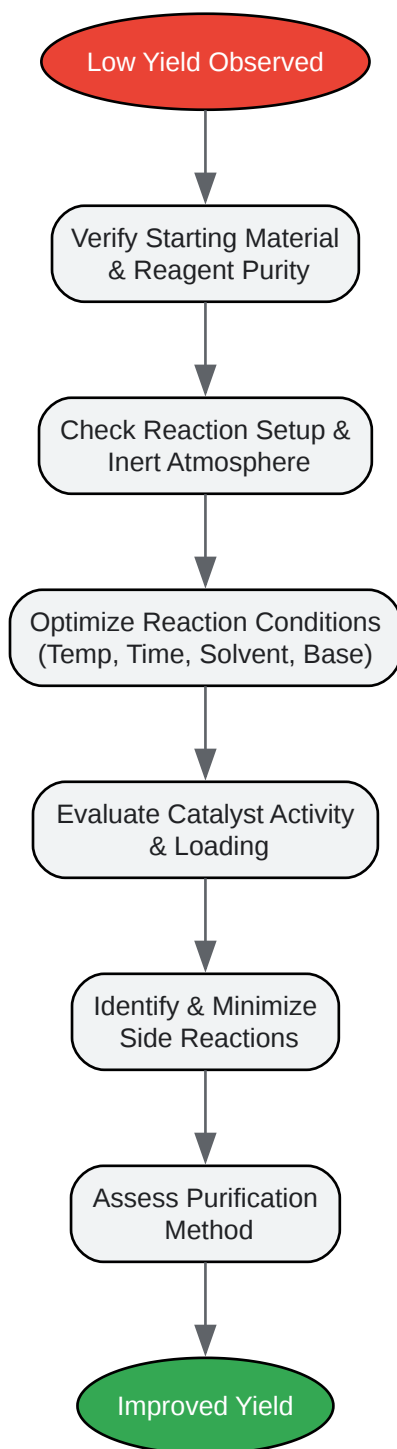 Low Yield Observed
Verify Starting Material
& Reagent Purity
Check Reaction Setup &
Inert Atmosphere
Optimize Reaction Conditions
(Temp, Time, Solvent, Base)
Evaluate Catalyst Activity
& Loading
Identify & Minimize
Side Reactions
Assess Purification
Method
Improved Yield